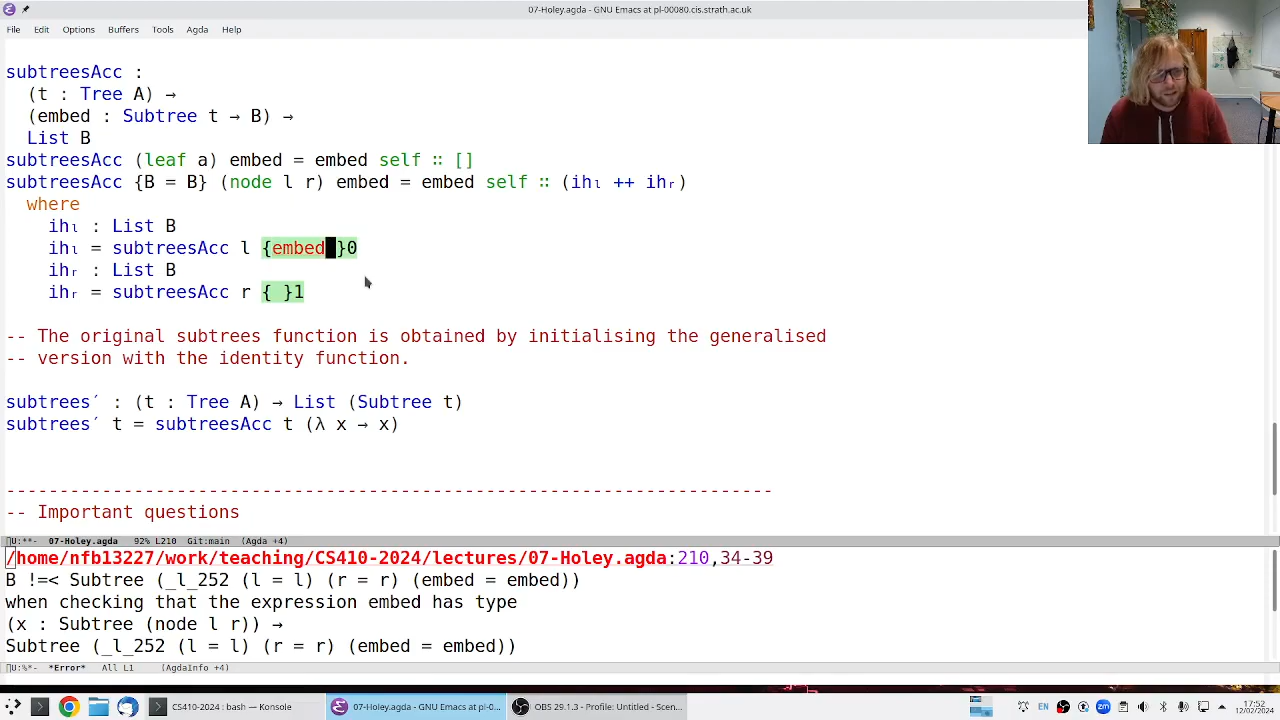 07-Holey.agda - GNU Emacs at pl-00080.cis.strath.ac.uk
File Edit Options Buffers Tools Agda Help
subtreesAcc :
(t : Tree A) →
(embed : Subtree t → B) →
List B
subtreesAcc (leaf a) embed = embed self ∷ []
subtreesAcc {B = B} (node l r) embed = embed self ∷ (ihₗ ++ ihᵣ)
where
ihₗ : List B
ihₗ = subtreesAcc l {embed }0
ihᵣ : List B
ihᵣ = subtreesAcc r { }1
-- The original subtrees function is obtained by initialising the generalised
-- version with the identity function.
subtrees′ : (t : Tree A) → List (Subtree t)
subtrees′ t = subtreesAcc t (λ x → x)
------------------------------------------------------------------------
-- Important questions
U:**- 07-Holey.agda 92% L210 Git:main (Agda +4)
/home/nfb13227/work/teaching/CS410-2024/lectures/07-Holey.agda:210,34-39
B !=< Subtree (_l_252 (l = l) (r = r) (embed = embed))
when checking that the expression embed has type
(x : Subtree (node l r)) →
Subtree (_l_252 (l = l) (r = r) (embed = embed))
U:%*- *Error* All L1 (AgdaInfo +4)
CS410-2024 : bash — Kon... 07-Holey.agda - GNU Emacs at pl-0... OBS 29.1.3 - Profile: Untitled - Scen... EN 17:52
12/02/2024